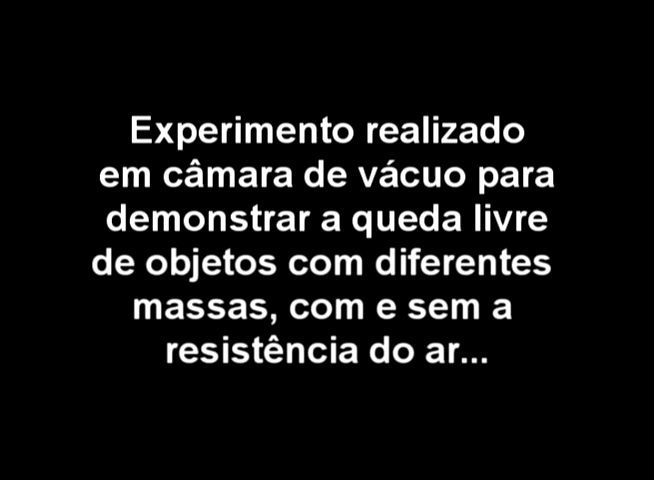 Experimento realizado
em câmara de vácuo para
demonstrar a queda livre
de objetos com diferentes
massas, com e sem a
resistência do ar...